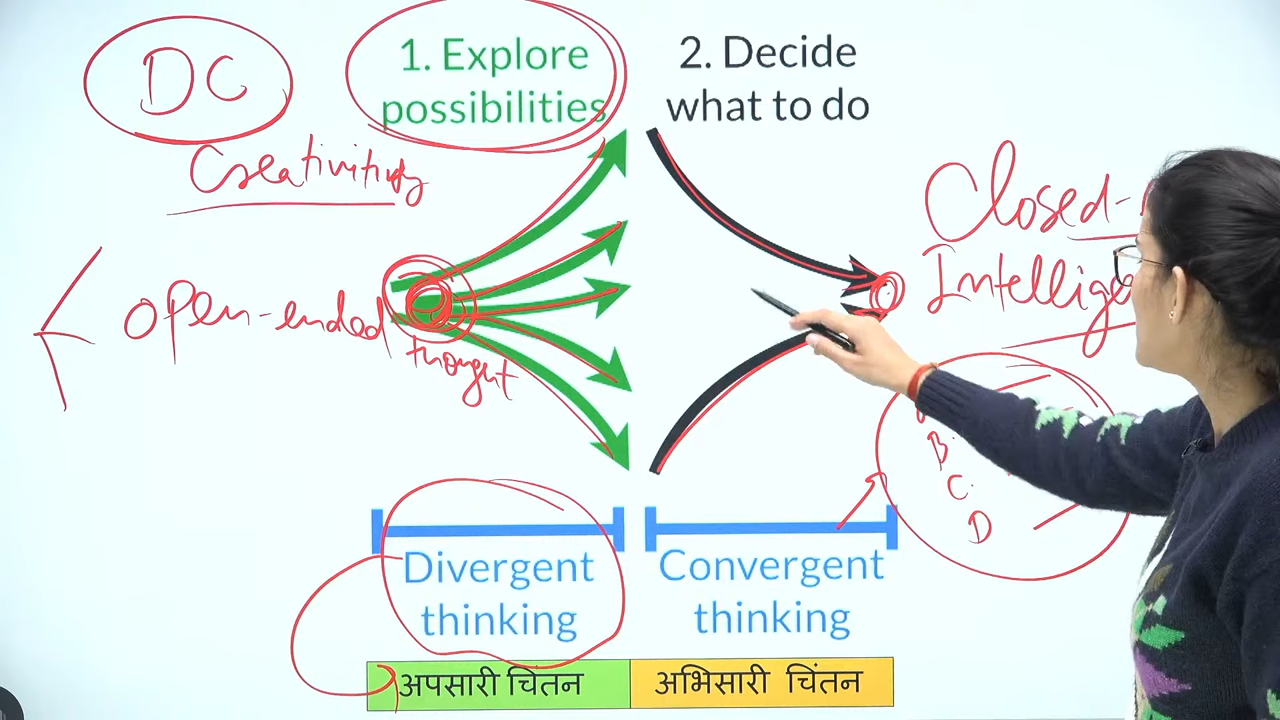 DC
Creativity
1. Explore
possibilities
2. Decide
what to do
Closed-
open-ended
thought
B.
C.
D
Divergent
thinking
Convergent
thinking
अपसारी चिंतन
अभिसारी चिंतन